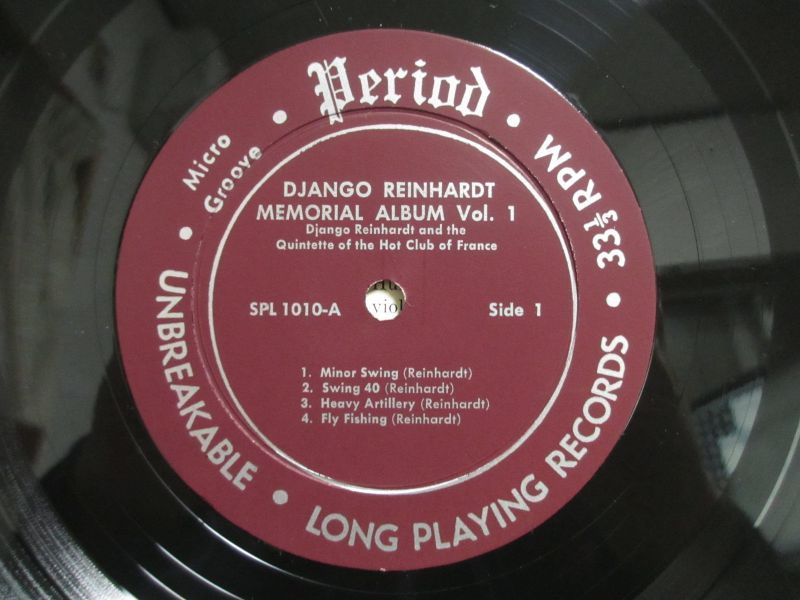 Period
Micro
Groove
33⅓ RPM
UNBREAKABLE
LONG PLAYING RECORDS
DJANGO REINHARDT
MEMORIAL ALBUM Vol. 1
Django Reinhardt and the
Quintette of the Hot Club of France
SPL 1010-A
Side 1
1. Minor Swing (Reinhardt)
2. Swing 40 (Reinhardt)
3. Heavy Artillery (Reinhardt)
4. Fly Fishing (Reinhardt)